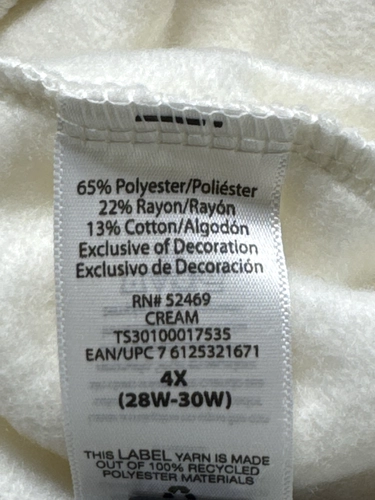 65% Polyester/Poliéster
22% Rayon/Rayón
13% Cotton/Algodón
Exclusive of Decoration
Exclusivo de Decoración
RN# 52469
CREAM
TS30100017535
EAN/UPC 7 6125321671
4X
(28W-30W)
THIS LABEL YARN IS MADE
OUT OF 100% RECYCLED
POLYESTER MATERIALS